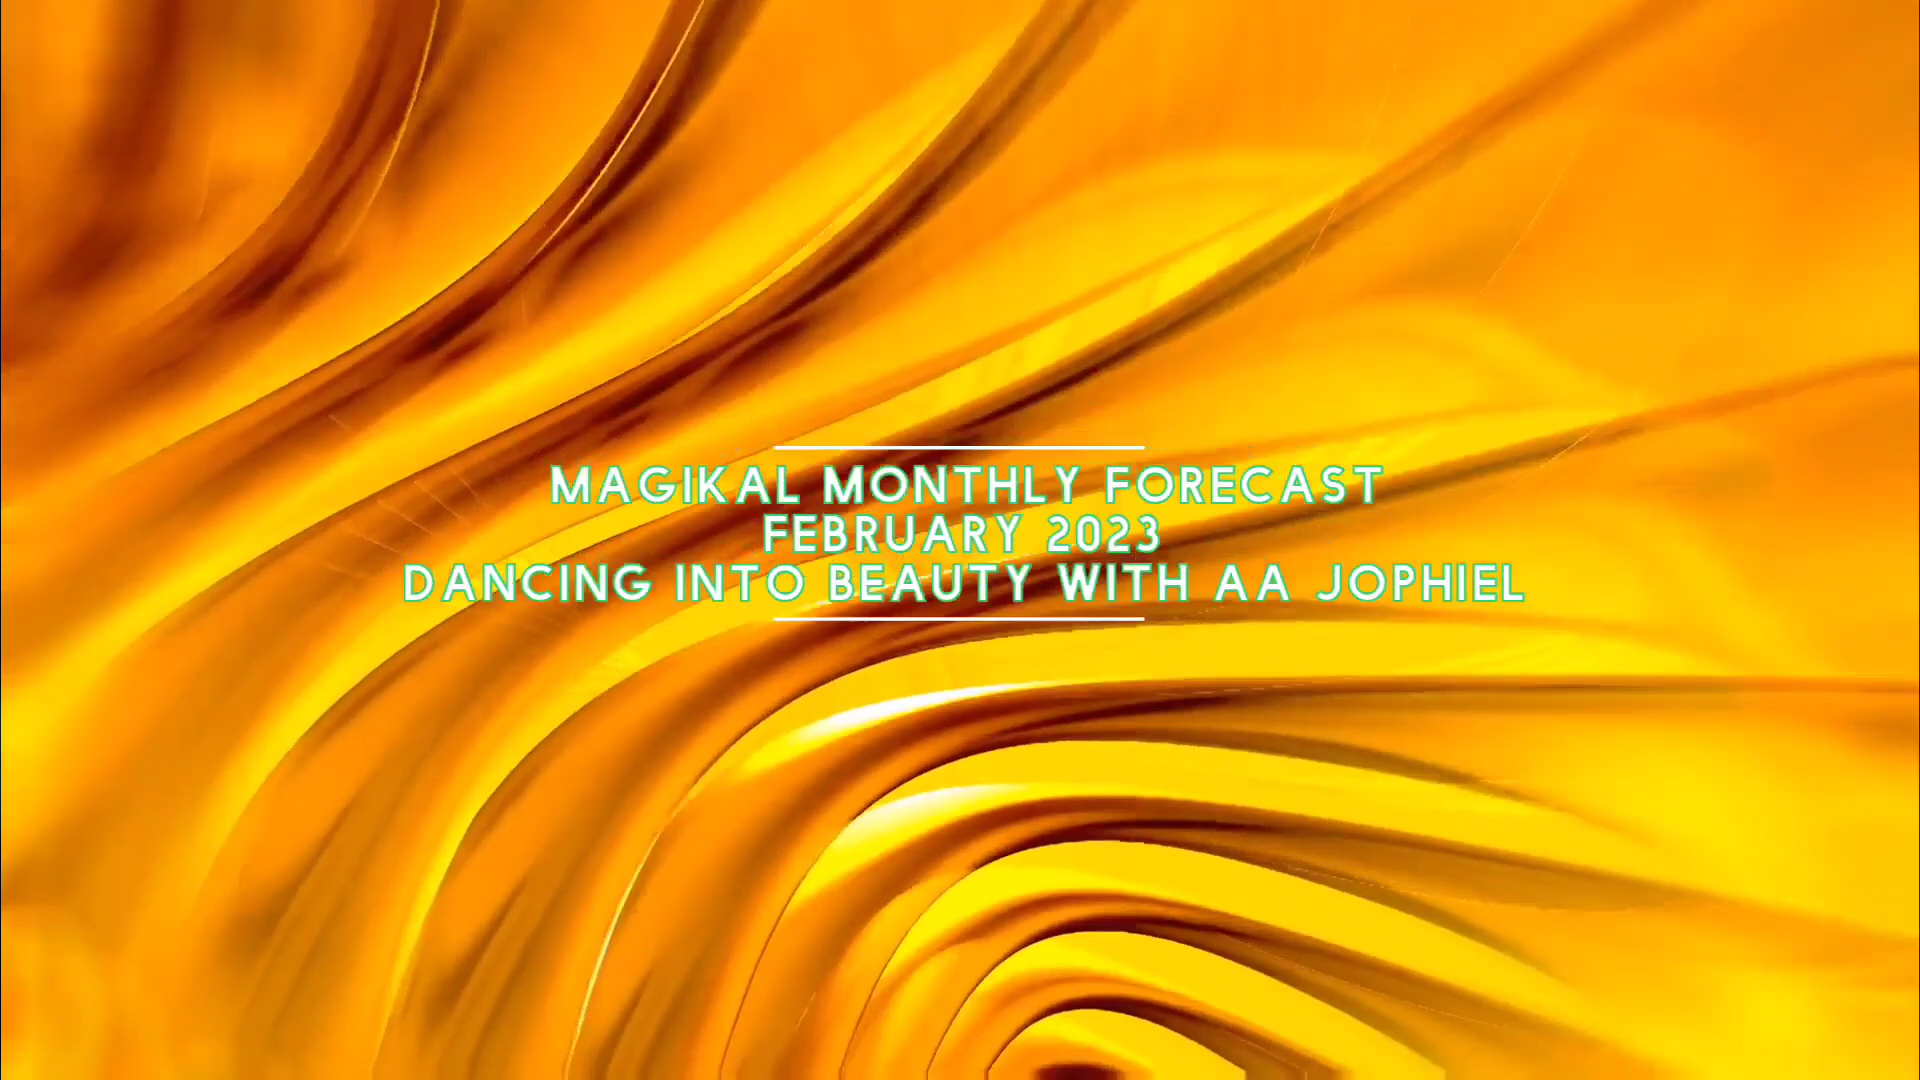 MAGIKAL MONTHLY FORECAST
FEBRUARY 2023
DANCING INTO BEAUTY WITH AA JOPHIEL